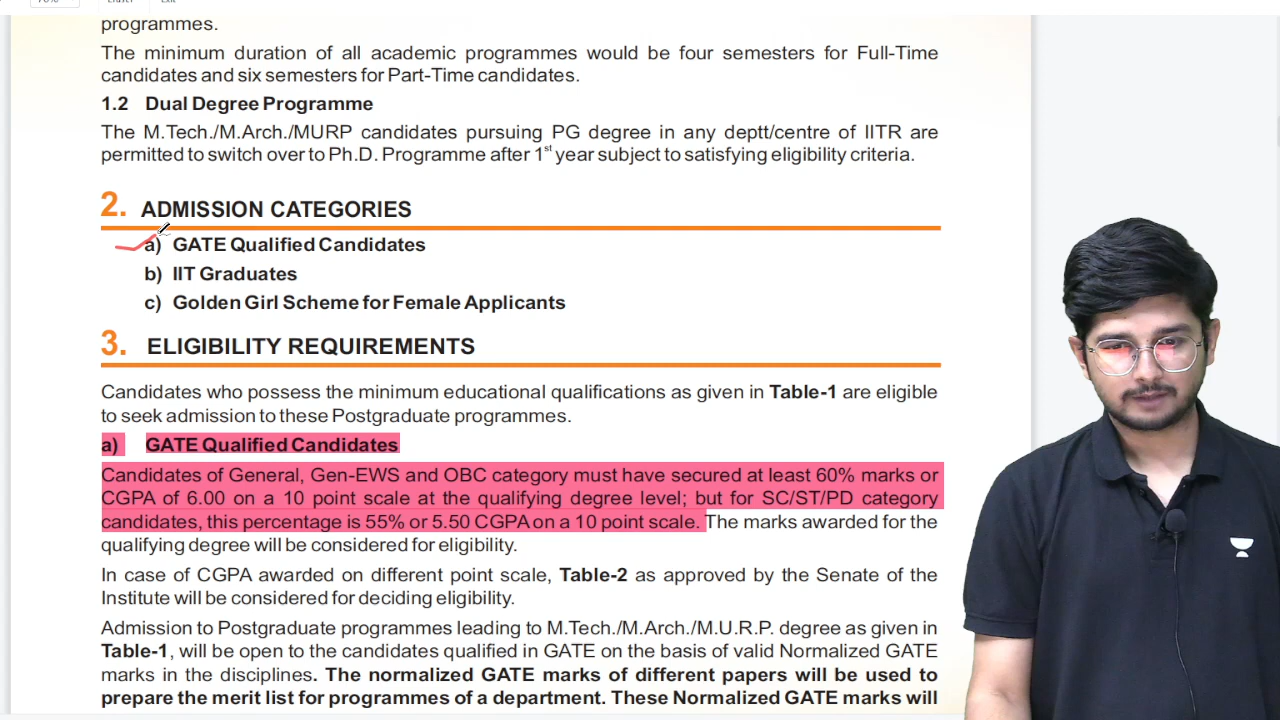 programmes.
The minimum duration of all academic programmes would be four semesters for Full-Time
candidates and six semesters for Part-Time candidates.
1.2 Dual Degree Programme
The M.Tech./M.Arch./MURP candidates pursuing PG degree in any deptt/centre of IITR are
permitted to switch over to Ph.D. Programme after 1st year subject to satisfying eligibility criteria.
2. ADMISSION CATEGORIES
a) GATE Qualified Candidates
b) IIT Graduates
c) Golden Girl Scheme for Female Applicants
3. ELIGIBILITY REQUIREMENTS
Candidates who possess the minimum educational qualifications as given in Table-1 are eligible
to seek admission to these Postgraduate programmes.
a) GATE Qualified Candidates
Candidates of General, Gen-EWS and OBC category must have secured at least 60% marks or
CGPA of 6.00 on a 10 point scale at the qualifying degree level; but for SC/ST/PD category
candidates, this percentage is 55% or 5.50 CGPA on a 10 point scale. The marks awarded for the
qualifying degree will be considered for eligibility.
In case of CGPA awarded on different point scale, Table-2 as approved by the Senate of the
Institute will be considered for deciding eligibility.
Admission to Postgraduate programmes leading to M.Tech./M.Arch./M.U.R.P. degree as given in
Table-1, will be open to the candidates qualified in GATE on the basis of valid Normalized GATE
marks in the disciplines. The normalized GATE marks of different papers will be used to
prepare the merit list for programmes of a department. These Normalized GATE marks will